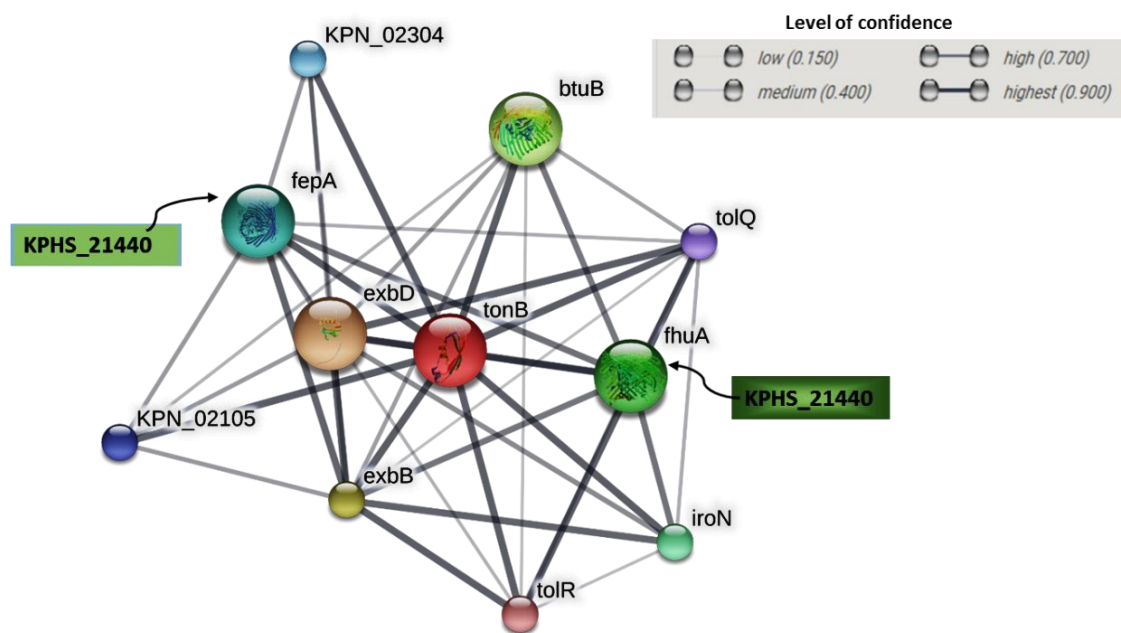 Level of confidence
low (0.150)
high (0.700)
medium (0.400)
highest (0.900)
KPN_02304
btuB
fepA
KPHS_21440
tolQ
exbD
tonB
fhuA
KPHS_21440
KPN_02105
exbB
iroN
tolR